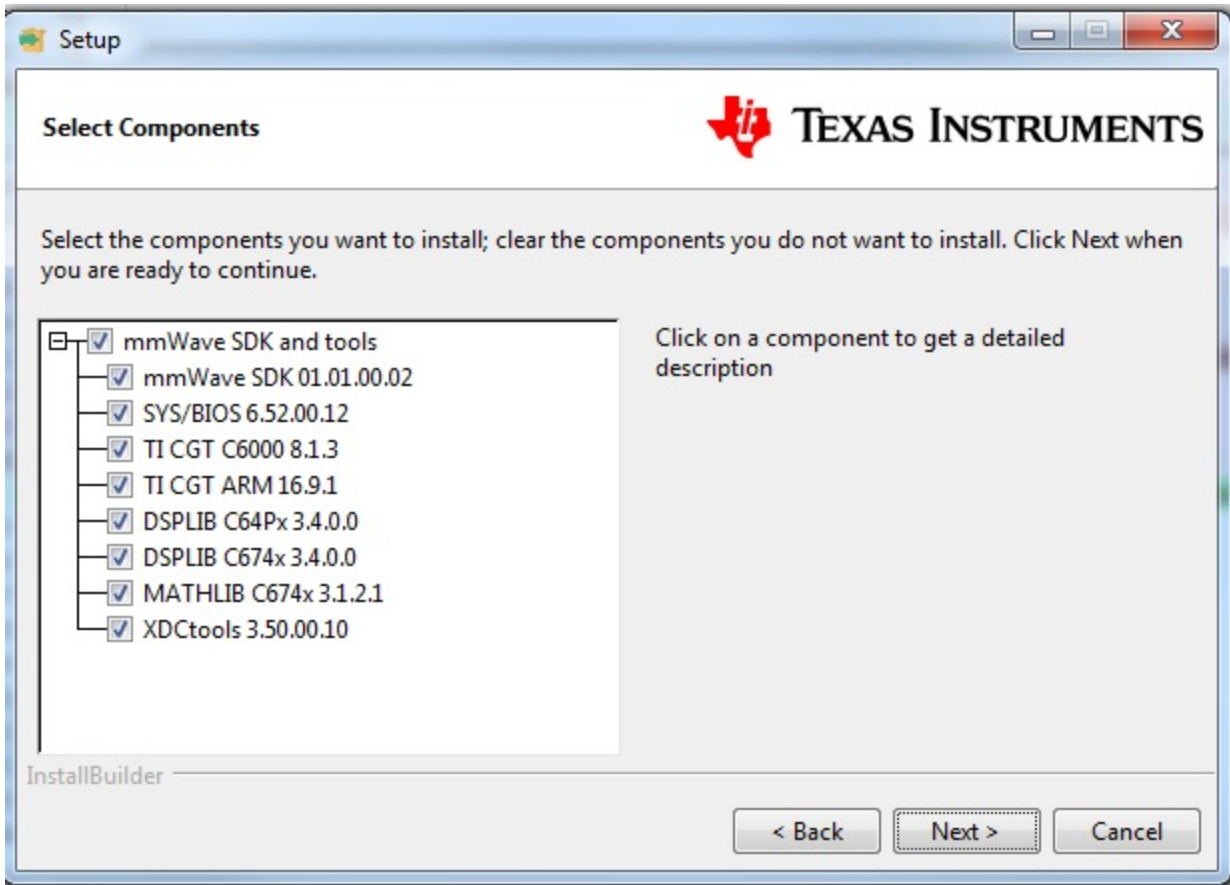 Setup
Select Components
TEXAS INSTRUMENTS
Select the components you want to install; clear the components you do not want to install. Click Next when
you are ready to continue.
mmWave SDK and tools
mmWave SDK 01.01.00.02
SYS/BIOS 6.52.00.12
TI CGT C6000 8.1.3
TI CGT ARM 16.9.1
DSPLIB C64Px 3.4.0.0
DSPLIB C674x 3.4.0.0
MATHLIB C674x 3.1.2.1
XDCtools 3.50.00.10
Click on a component to get a detailed
description
InstallBuilder
< Back
Next >
Cancel